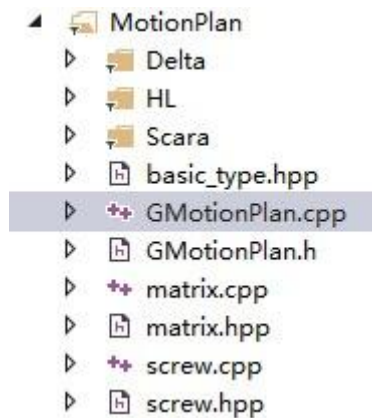 MotionPlan
Delta
HL
Scara
basic_type.hpp
GMotionPlan.cpp
GMotionPlan.h
matrix.cpp
matrix.hpp
screw.cpp
screw.hpp